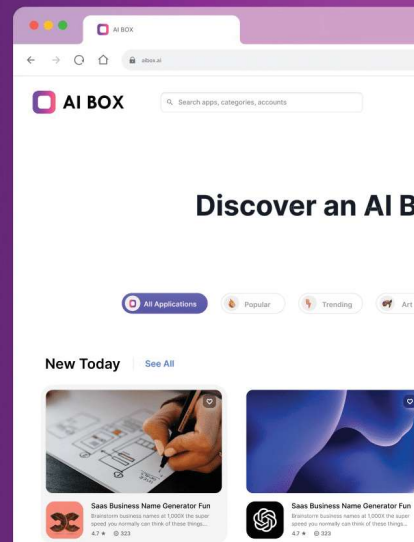 AI BOX
aibox.ai
AI BOX
Search apps, categories, accounts
Discover an AI B
All Applications
Popular
Trending
Art
New Today
See All
Saas Business Name Generator Fun
Brainstorm business names at 1,000X the super
speed you normally can think of these things...
4.7 ★ 323
Saas Business Name Generator Fun
Brainstorm business names at 1,000X the super
speed you normally can think of these things...
4.7 ★ 323